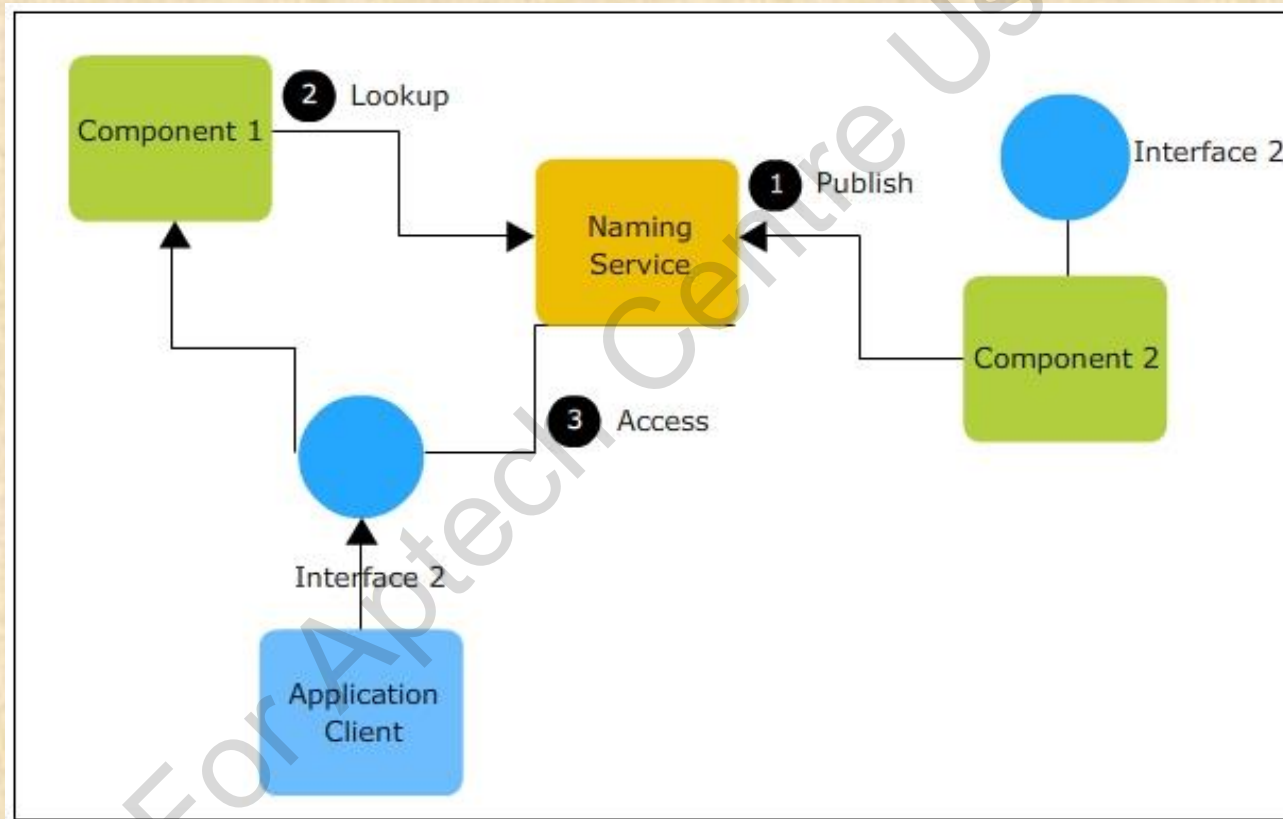 Component 1
2 Lookup
Naming
Service
1 Publish
Interface 2
Component 2
3 Access
Interface 2
Application
Client
For Aptech Centre Us